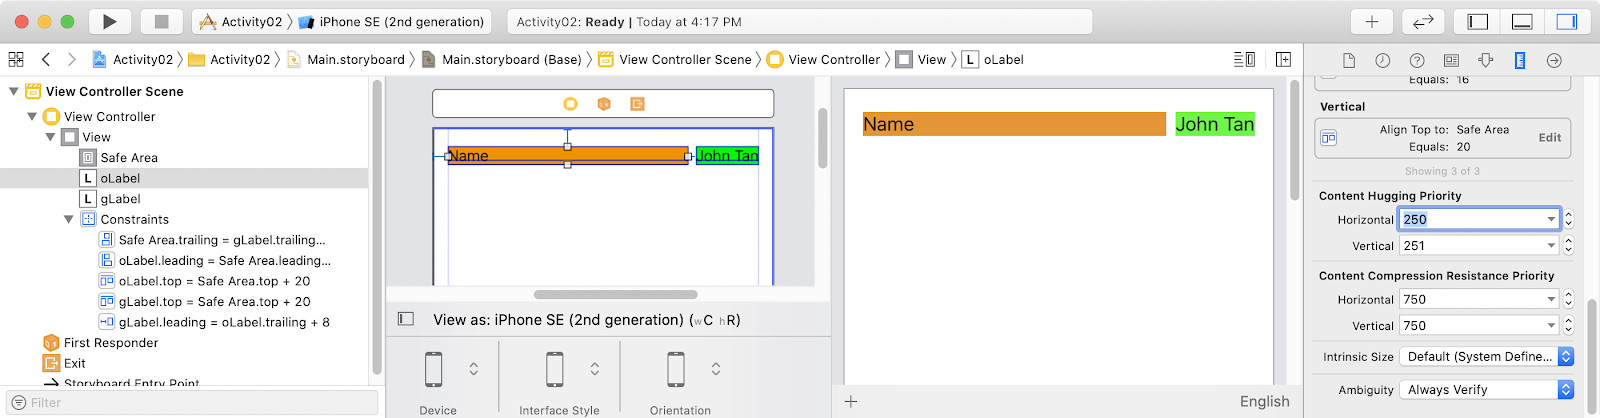 Activity02 iPhone SE (2nd generation)
Activity02: Ready | Today at 4:17 PM
Activity02 Activity02 Main.storyboard Main.storyboard (Base) View Controller Scene View Controller View L oLabel
View Controller Scene
View Controller
View
Safe Area
L oLabel
L gLabel
Constraints
Safe Area.trailing = gLabel.trailing...
oLabel.leading = Safe Area.leading...
oLabel.top = Safe Area.top + 20
gLabel.top = Safe Area.top + 20
gLabel.leading = oLabel.trailing + 8
First Responder
Exit
Storyboard Entry Point
Filter
Name John Tan
View as: iPhone SE (2nd generation) (wC hR)
Device Interface Style Orientation
Name John Tan
English
Equals: 16
Vertical
Align Top to: Safe Area
Equals: 20
Edit
Showing 3 of 3
Content Hugging Priority
Horizontal 250
Vertical 251
Content Compression Resistance Priority
Horizontal 750
Vertical 750
Intrinsic Size Default (System Define...
Ambiguity Always Verify